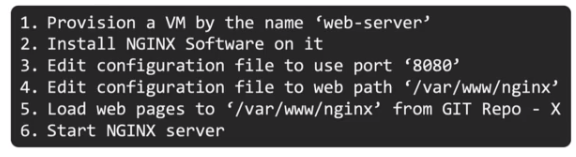 1. Provision a VM by the name ‘web-server’
2. Install NGINX Software on it
3. Edit configuration file to use port ‘8080’
4. Edit configuration file to web path ‘/var/www/nginx’
5. Load web pages to ‘/var/www/nginx’ from GIT Repo - X
6. Start NGINX server